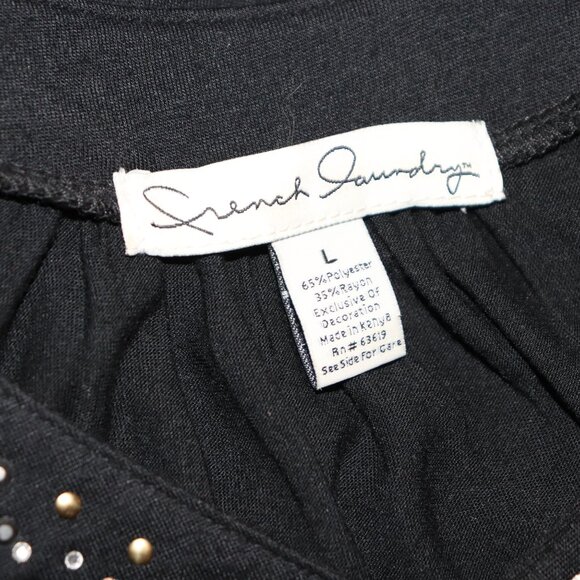 French Laundry™
L
65% Polyester
35% Rayon
Exclusive Of
Decoration
Made in Kenya
Rn# 63619
See Side For Care